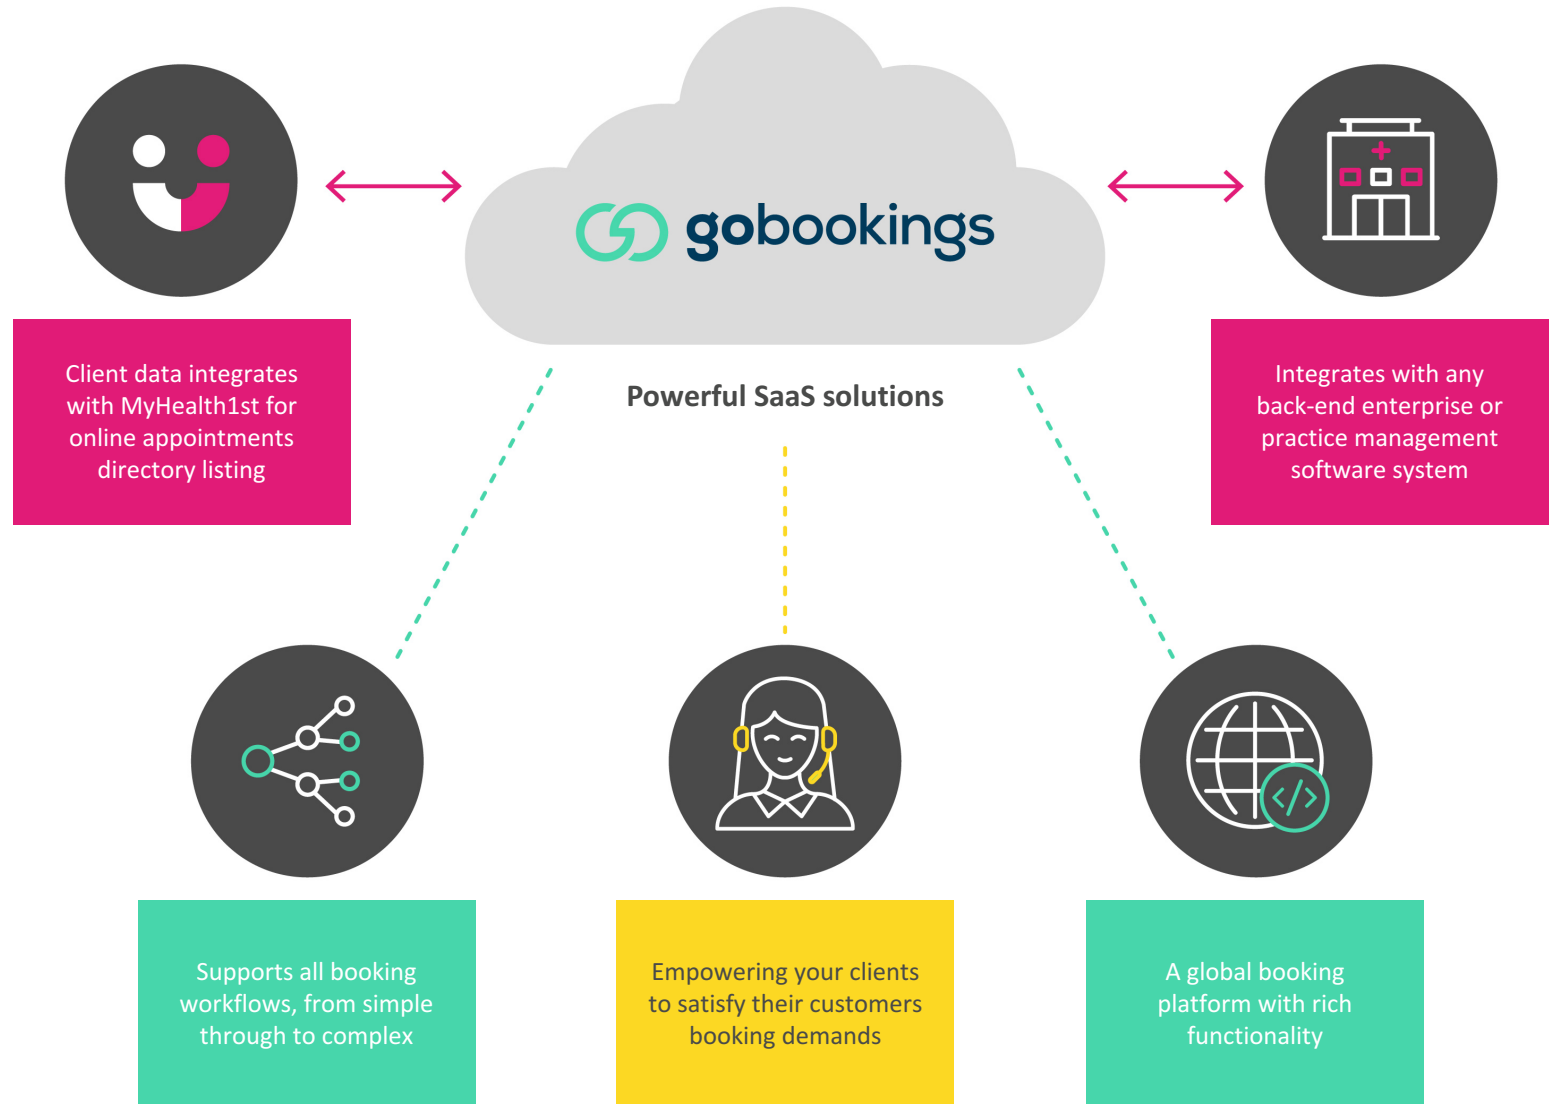 gobookings
Powerful SaaS solutions
Client data integrates
with MyHealth1st for
online appointments
directory listing
Integrates with any
back-end enterprise or
practice management
software system
Supports all booking
workflows, from simple
through to complex
Empowering your clients
to satisfy their customers
booking demands
A global booking
platform with rich
functionality